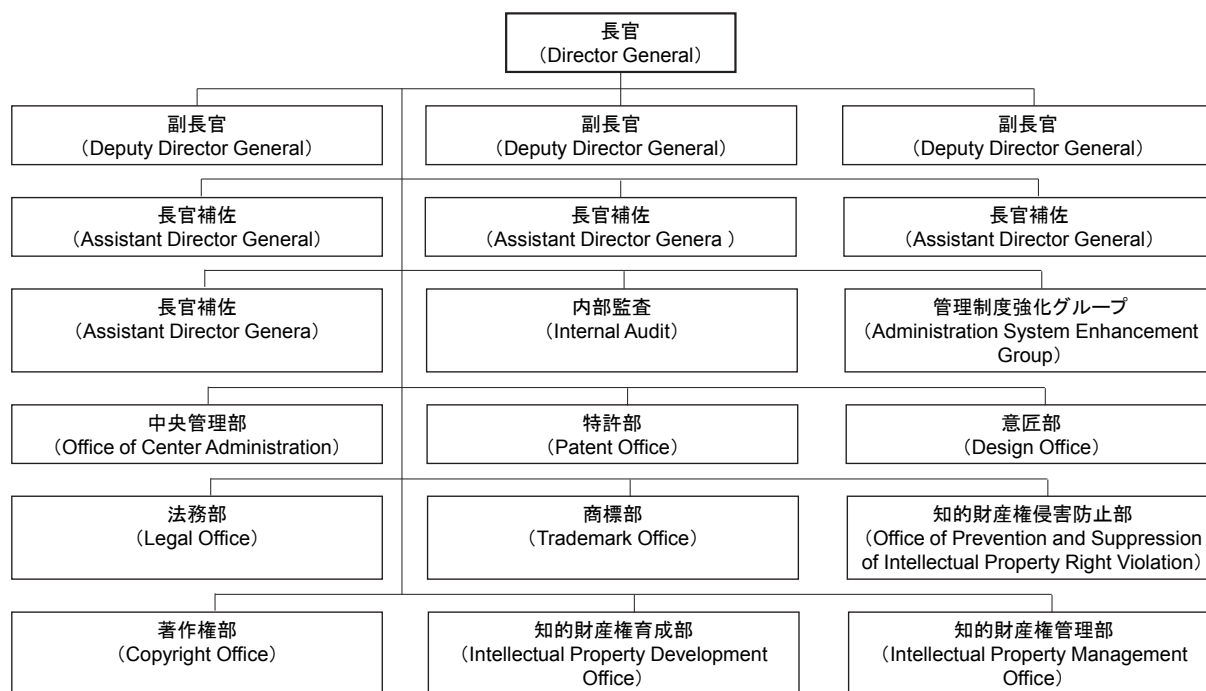 長官
（Director General）
副長官
（Deputy Director General）
副長官
（Deputy Director General）
副長官
（Deputy Director General）
長官補佐
（Assistant Director General）
長官補佐
（Assistant Director Genera ）
長官補佐
（Assistant Director General）
長官補佐
（Assistant Director Genera）
内部監査
（Internal Audit）
管理制度強化グループ
（Administration System Enhancement
Group）
中央管理部
（Office of Center Administration）
特許部
（Patent Office）
意匠部
（Design Office）
法務部
（Legal Office）
商標部
（Trademark Office）
知的財産権侵害防止部
（Office of Prevention and Suppression
of Intellectual Property Right Violation）
著作権部
（Copyright Office）
知的財産権育成部
（Intellectual Property Development
Office）
知的財産権管理部
（Intellectual Property Management
Office）